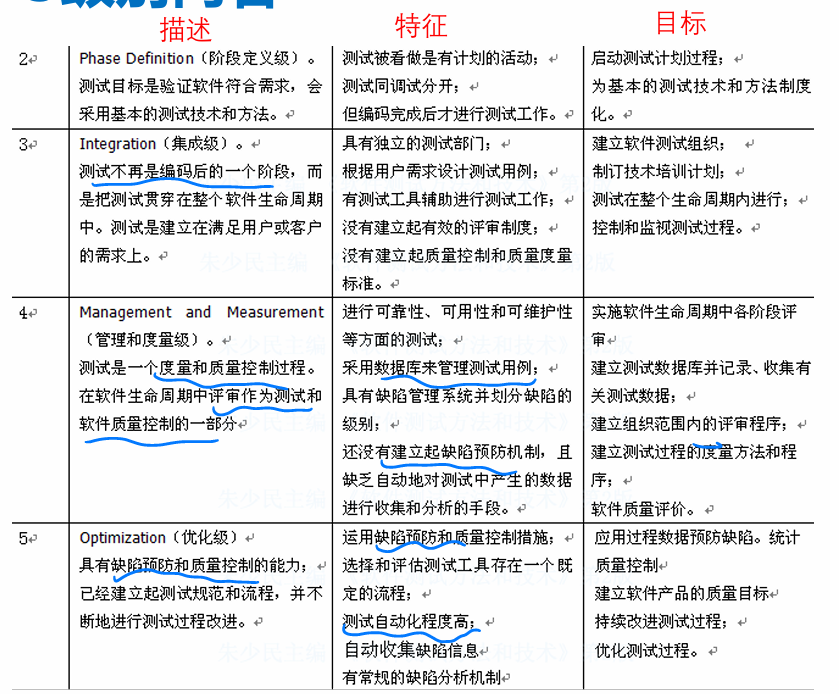 描述 特征 目标
2 Phase Definition（阶段定义级）。
测试目标是验证软件符合需求，会
采用基本的测试技术和方法。
测试被看做是有计划的活动；
测试同调试分开；
但编码完成后才进行测试工作。
启动测试计划过程；
为基本的测试技术和方法制度
化。
3 Integration（集成级）。
测试不再是编码后的一个阶段，而
是把测试贯穿在整个软件生命周期
中。测试是建立在满足用户或客户
的需求上。
具有独立的测试部门；
根据用户需求设计测试用例；
有测试工具辅助进行测试工作；
没有建立起有效的评审制度；
没有建立起质量控制和质量度量
标准。
建立软件测试组织；
制订技术培训计划；
测试在整个生命周期内进行；
控制和监视测试过程。
4 Management and Measurement
（管理和度量级）。
测试是一个度量和质量控制过程。
在软件生命周期中评审作为测试和
软件质量控制的一部分
进行可靠性、可用性和可维护性
等方面的测试；
采用数据库来管理测试用例；
具有缺陷管理系统并划分缺陷的
级别；
还没有建立起缺陷预防机制，且
缺乏自动地对测试中产生的数据
进行收集和分析的手段。
实施软件生命周期中各阶段评
审
建立测试数据库并记录、收集有
关测试数据；
建立组织范围内的评审程序；
建立测试过程的度量方法和程
序；
软件质量评价。
5 Optimization（优化级）
具有缺陷预防和质量控制的能力；
已经建立起测试规范和流程，并不
断地进行测试过程改进。
运用缺陷预防和质量控制措施；
选择和评估测试工具存在一个既
定的流程；
测试自动化程度高；
自动收集缺陷信息
有常规的缺陷分析机制
应用过程数据预防缺陷。统计
质量控制
建立软件产品的质量目标
持续改进测试过程；
优化测试过程。